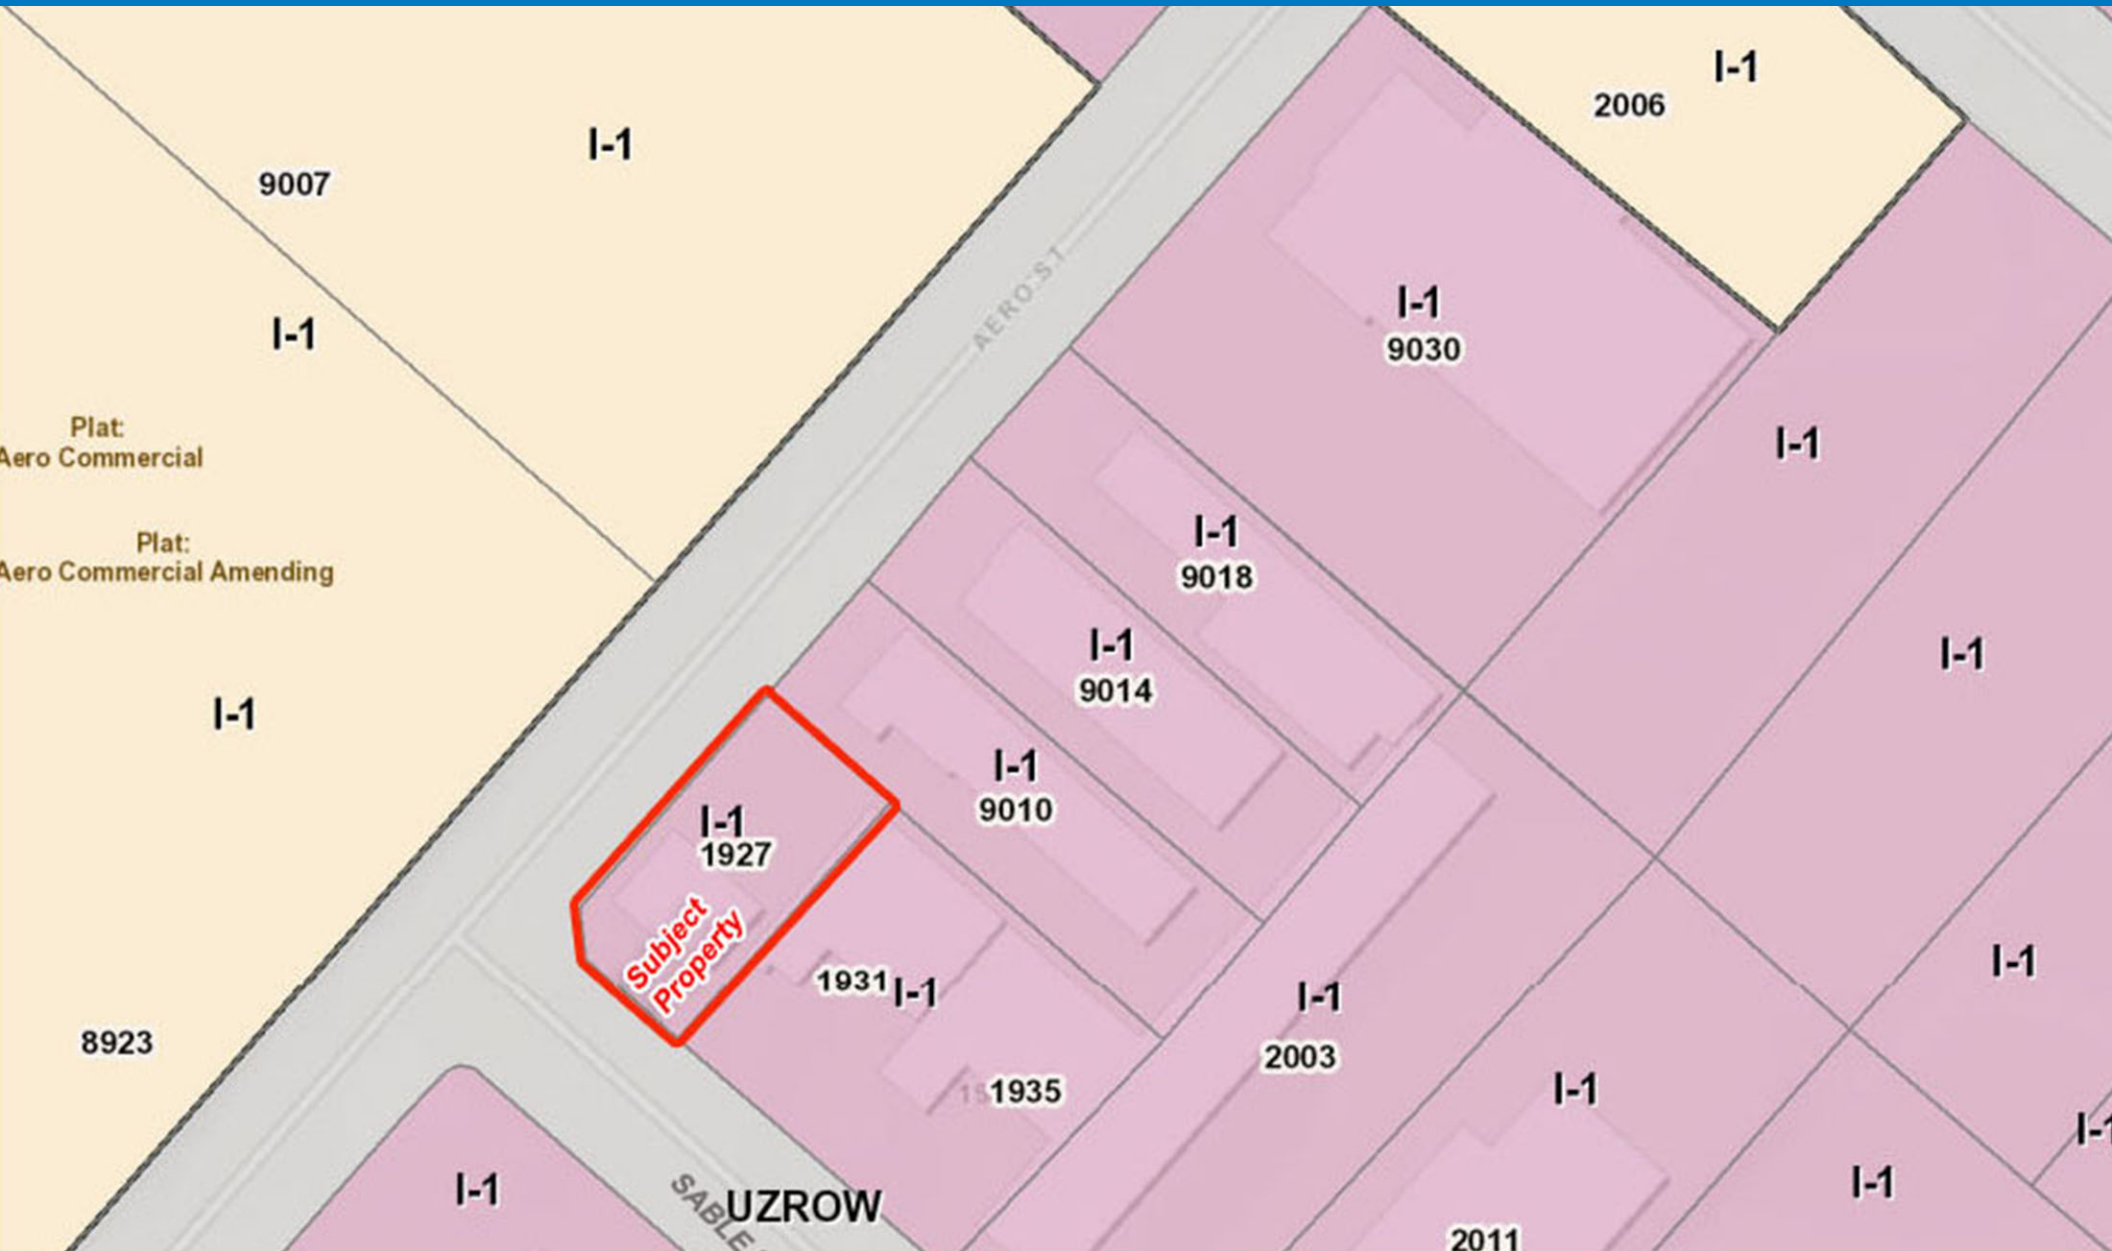 I-1
2006
I-1
9007
AERO ST
I-1
9030
I-1
Plat:
Aero Commercial
I-1
I-1
9018
Plat:
Aero Commercial Amending
I-1
9014
I-1
I-1
I-1
9010
I-1
1927
Subject
Property
1931
I-1
I-1
I-1
8923
2003
1935
I-1
I-1
I-1
I-1
SABLE
UZROW
2011